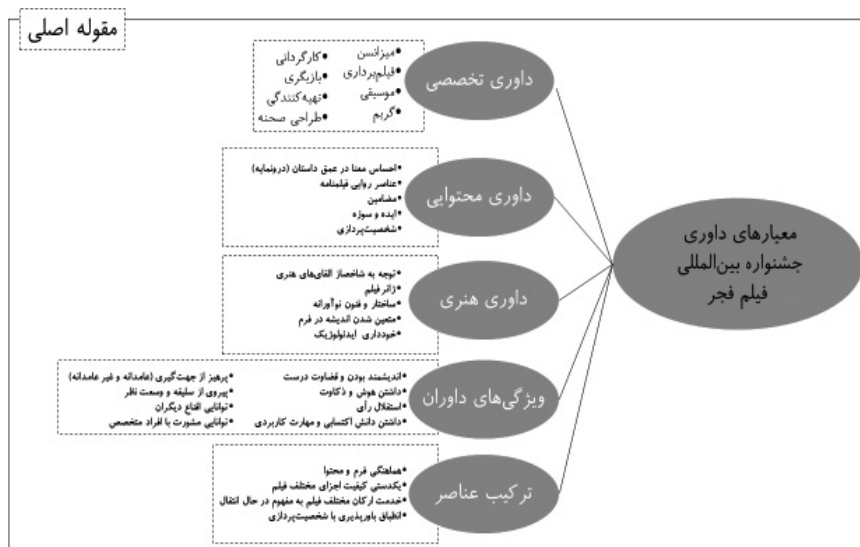 مقوله اصلی
معیارهای داوری
جشنواره بین‌المللی
فیلم فجر
داوری تخصصی
•میزانسن
•فیلم‌برداری
•موسیقی
•گریم
•کارگردانی
•بازیگری
•تهیه‌کنندگی
•طراحی صحنه
داوری محتوایی
•احساس معنا در عمق داستان (درونمایه)
•عناصر روایی فیلمنامه
•مضامین
•ایده و سوژه
•شخصیت‌پردازی
داوری هنری
•توجه به شاخصاز القای‌های هنری
•ژانر فیلم
•ساختار و فنون نوآورانه
•متعین شدن اندیشه در فرم
•خودداری ایدئولوژیک
ویژگی‌های داوران
•اندیشمند بودن و قضاوت درست
•داشتن هوش و ذکاوت
•استقلال رأی
•داشتن دانش اکتسابی و مهارت کاربردی
•پرهیز از جهت‌گیری (عامدانه و غیر عامدانه)
•پیروی از سلیقه و وسعت نظر
•توانایی اقناع دیگران
•توانایی مشورت با افراد متخصص
ترکیب عناصر
•هماهنگی فرم و محتوا
•یکدستی کیفیت اجزای مختلف فیلم
•خدمت ارکان مختلف فیلم به مفهوم در حال انتقال
•انطباق باورپذیری با شخصیت‌پردازی